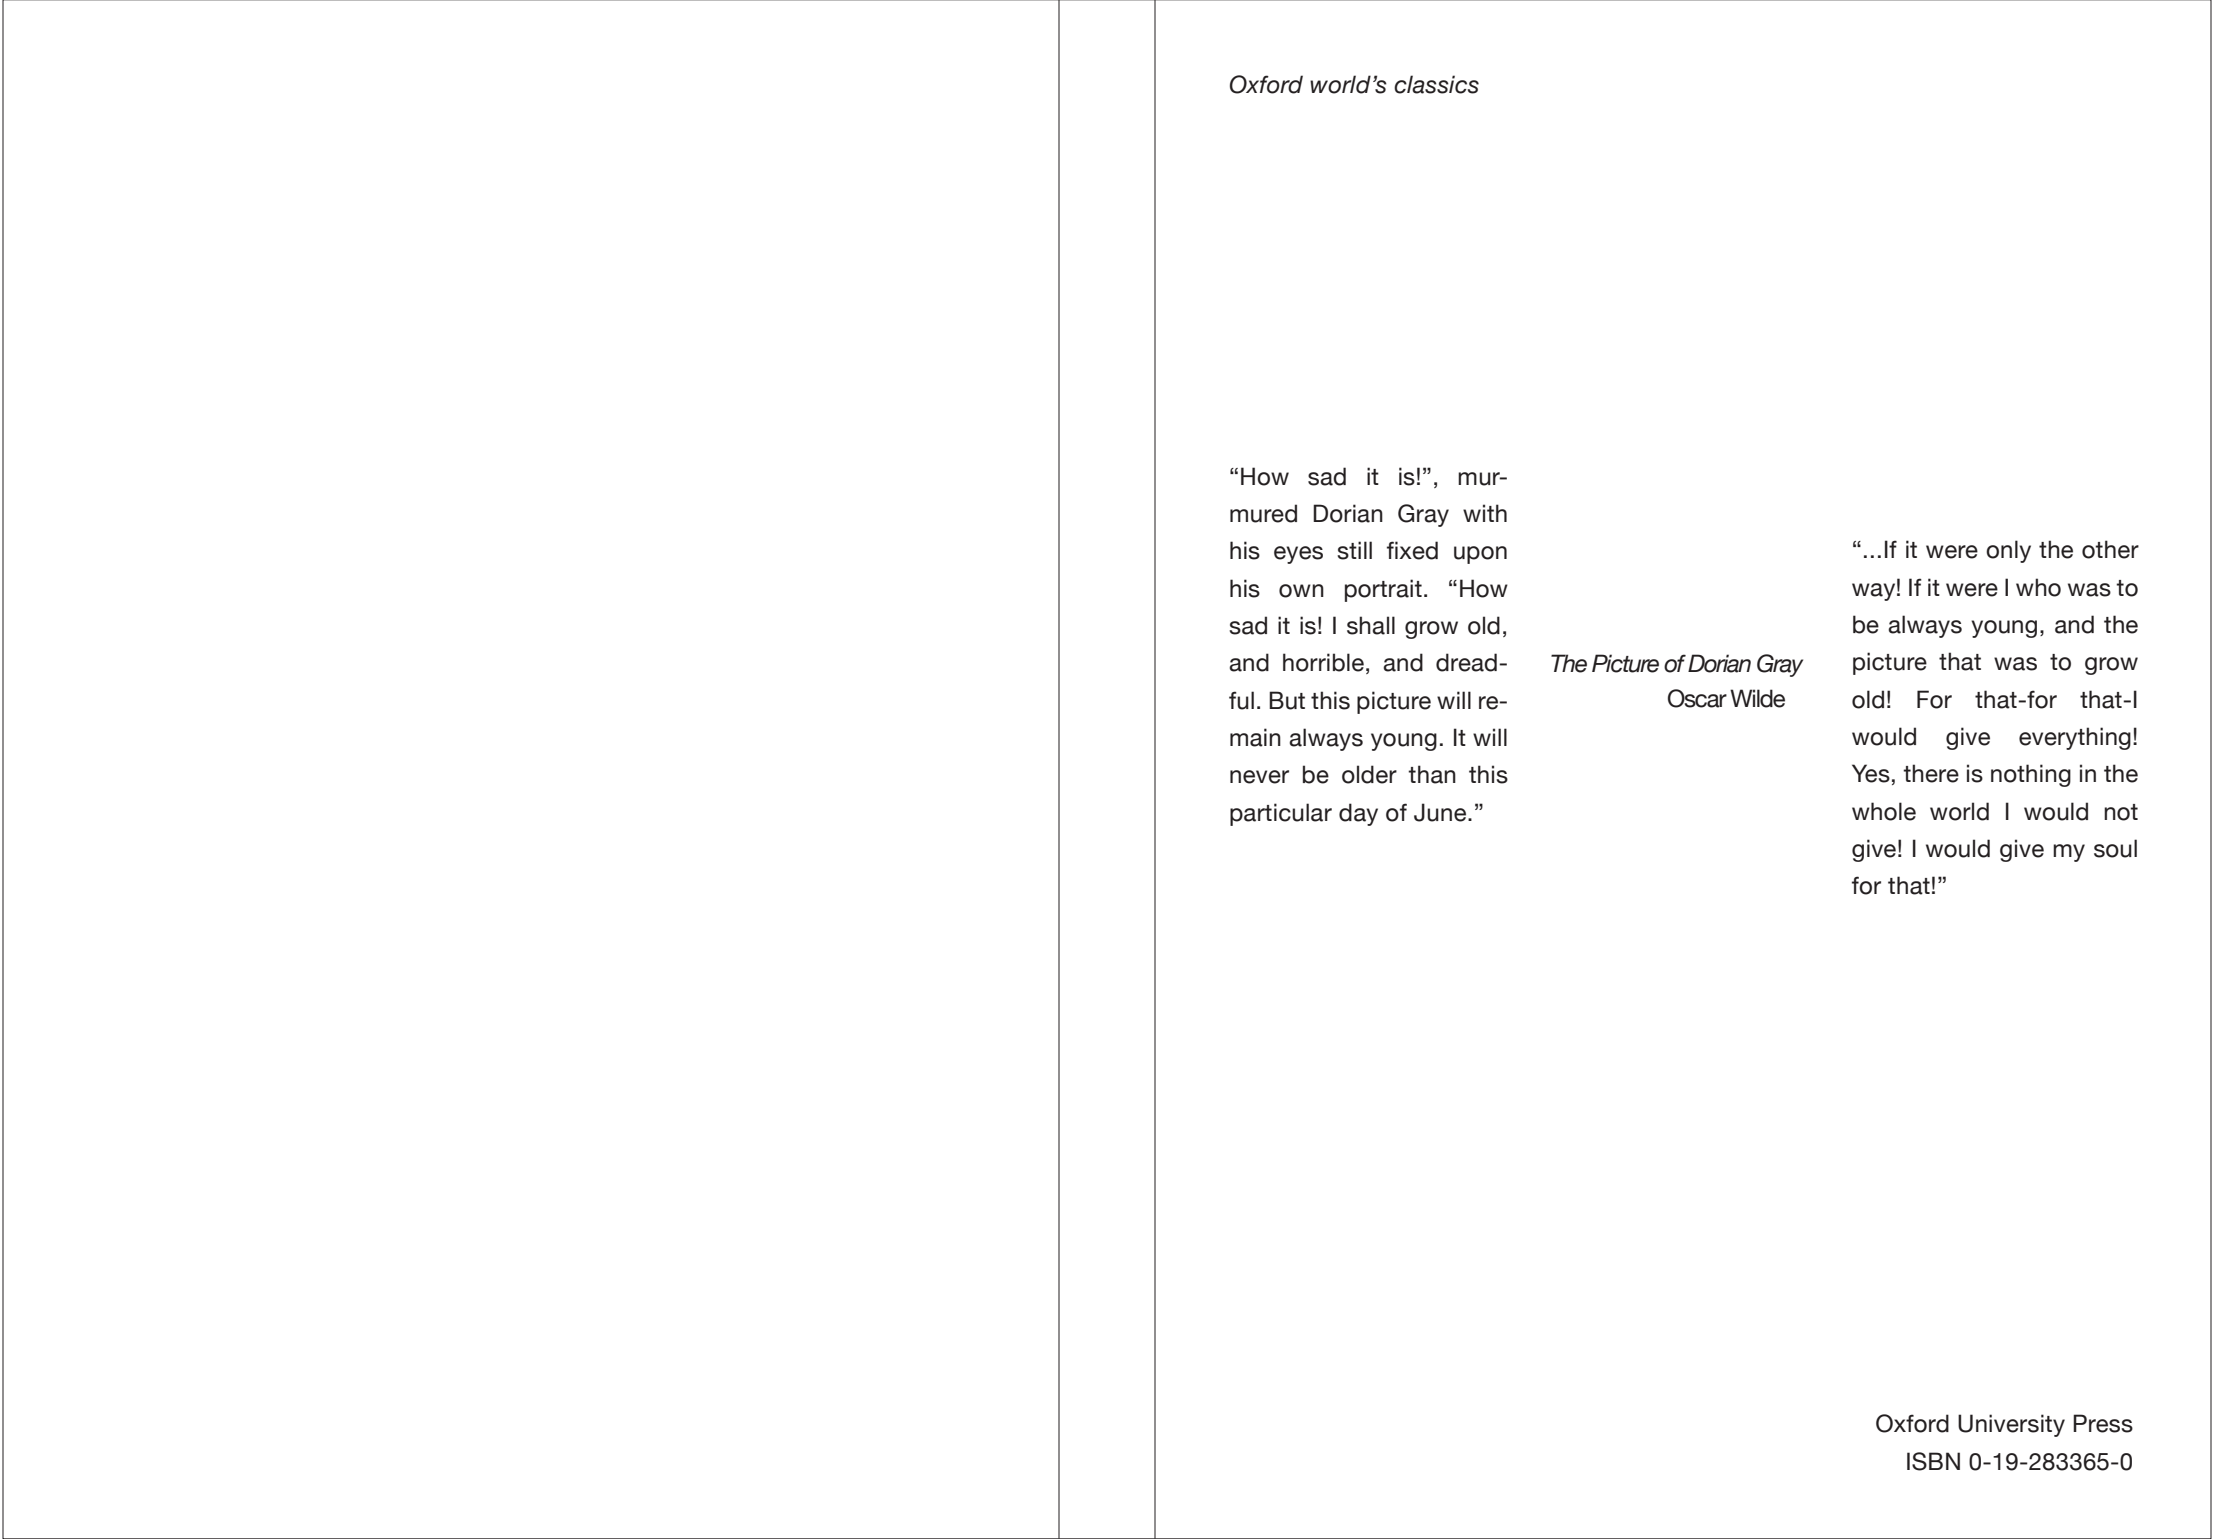 Oxford world’s classics
“How sad it is!”, mur-
mured Dorian Gray with
his eyes still fixed upon
his own portrait. “How
sad it is! I shall grow old,
and horrible, and dread-
ful. But this picture will re-
main always young. It will
never be older than this
particular day of June.”
The Picture of Dorian Gray
Oscar Wilde
“...If it were only the other
way! If it were I who was to
be always young, and the
picture that was to grow
old! For that-for that-I
would give everything!
Yes, there is nothing in the
whole world I would not
give! I would give my soul
for that!”
Oxford University Press
ISBN 0-19-283365-0